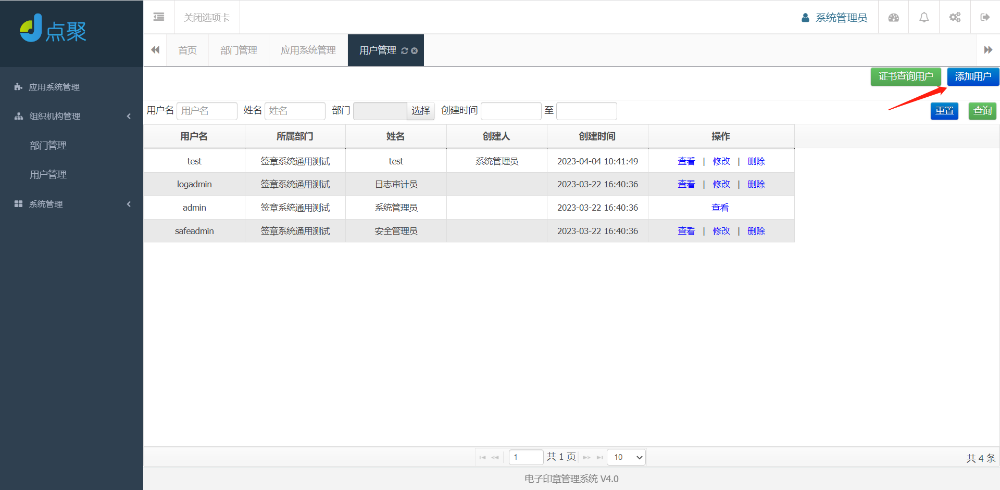 点聚
关闭选项卡
系统管理员
首页 部门管理 应用系统管理 用户管理
应用系统管理
组织机构管理
部门管理
用户管理
系统管理
证书查询用户 添加用户
用户名 用户名 姓名 姓名 部门 选择 创建时间 至 重置 查询
用户名 所属部门 姓名 创建人 创建时间 操作
test 签章系统通用测试 test 系统管理员 2023-04-04 10:41:49 查看 | 修改 | 删除
logadmin 签章系统通用测试 日志审计员 2023-03-22 16:40:36 查看 | 修改 | 删除
admin 签章系统通用测试 系统管理员 2023-03-22 16:40:36 查看
safeadmin 签章系统通用测试 安全管理员 2023-03-22 16:40:36 查看 | 修改 | 删除
1 共 1 页 10 共 4 条
电子印章管理系统 V4.0